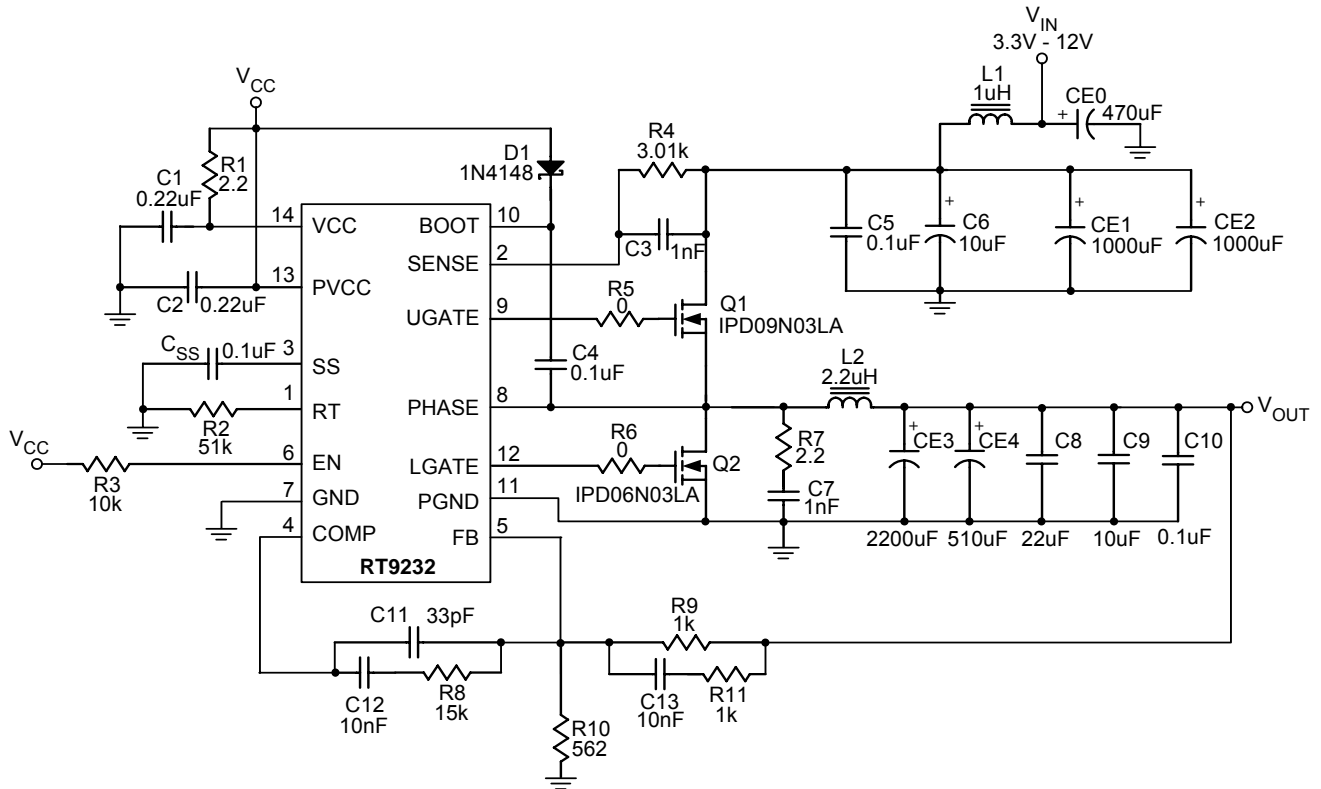 V_IN
3.3V - 12V
V_CC
L1
1uH
CE0
470uF
+
R4
3.01k
D1
1N4148
R1
2.2
C1
0.22uF
14
VCC
BOOT
10
C3
1nF
C5
0.1uF
+
C6
10uF
+
CE1
1000uF
+
CE2
1000uF
SENSE
2
13
PVCC
C2
0.22uF
R5
0
UGATE
9
Q1
IPD09N03LA
C_SS
0.1uF
3
SS
C4
0.1uF
L2
2.2uH
1
RT
PHASE
8
R2
51k
V_OUT
V_CC
R3
10k
6
EN
LGATE
12
R6
0
Q2
IPD06N03LA
R7
2.2
C7
1nF
+
CE3
+
CE4
C8
C9
C10
7
GND
PGND
11
2200uF
510uF
22uF
10uF
0.1uF
4
COMP
FB
5
RT9232
C11
33pF
R9
1k
C12
10nF
R8
15k
C13
10nF
R11
1k
R10
562